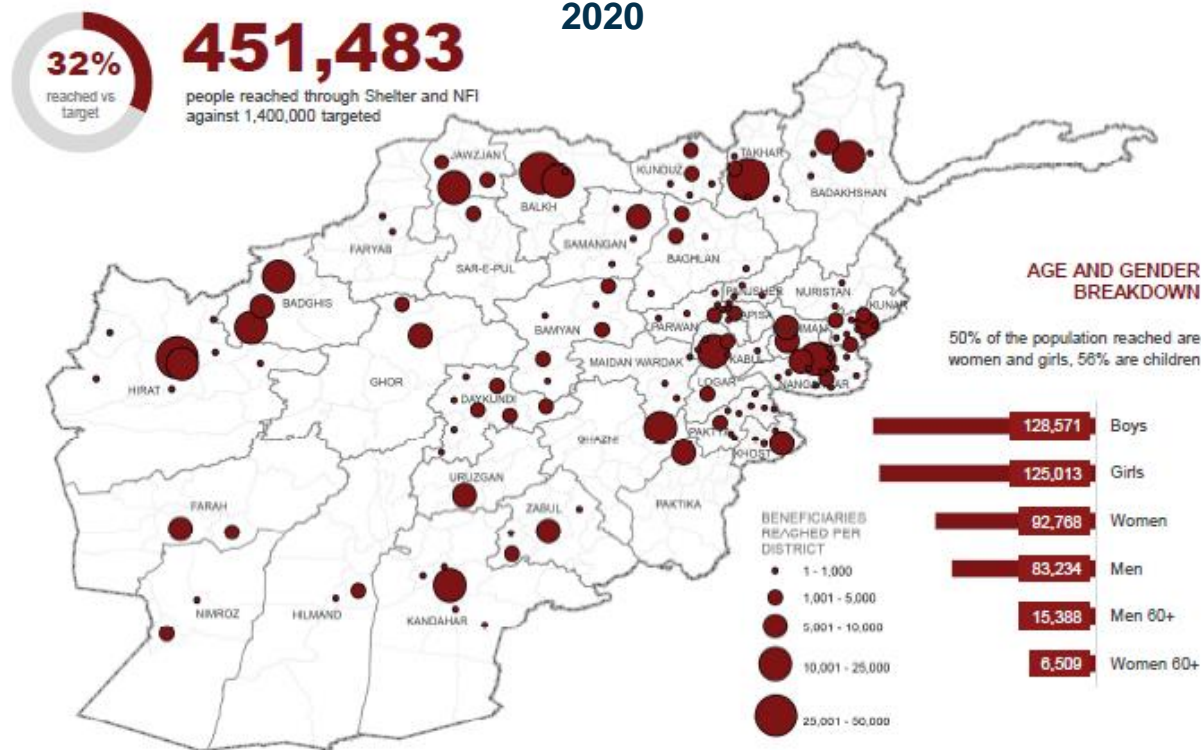 2020
32%
reached vs
target
451,483
people reached through Shelter and NFI
against 1,400,000 targeted
JAWZJAN
BALKH
KUNDUZ
TAKHAR
BADAKHSHAN
FARYAB
SAR-E-PUL
SAMANGAN
BAGHLAN
BADGHIS
HIRAT
GHOR
BAMYAN
PARWAN
NURISTAN
KUNAR
MAIDAN WARDAK
KABUL
LOGAR
DAYKUNDI
GHAZNI
KHOST
URUZGAN
ZABUL
PAKTIKA
FARAH
NIMROZ
HILMAND
KANDAHAR
AGE AND GENDER
BREAKDOWN
50% of the population reached are
women and girls, 56% are children
128,571 Boys
125,013 Girls
92,768 Women
83,234 Men
15,388 Men 60+
6,509 Women 60+
BENEFICIARIES
REACHED PER
DISTRICT
1 - 1,000
1,001 - 5,000
5,001 - 10,000
10,001 - 25,000
25,001 - 50,000